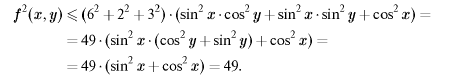 f²(x, y) ⩽ (6² + 2² + 3²) · (sin² x · cos² y + sin² x · sin² y + cos² x) =
= 49 · (sin² x · (cos² y + sin² y) + cos² x) =
= 49 · (sin² x + cos² x) = 49.